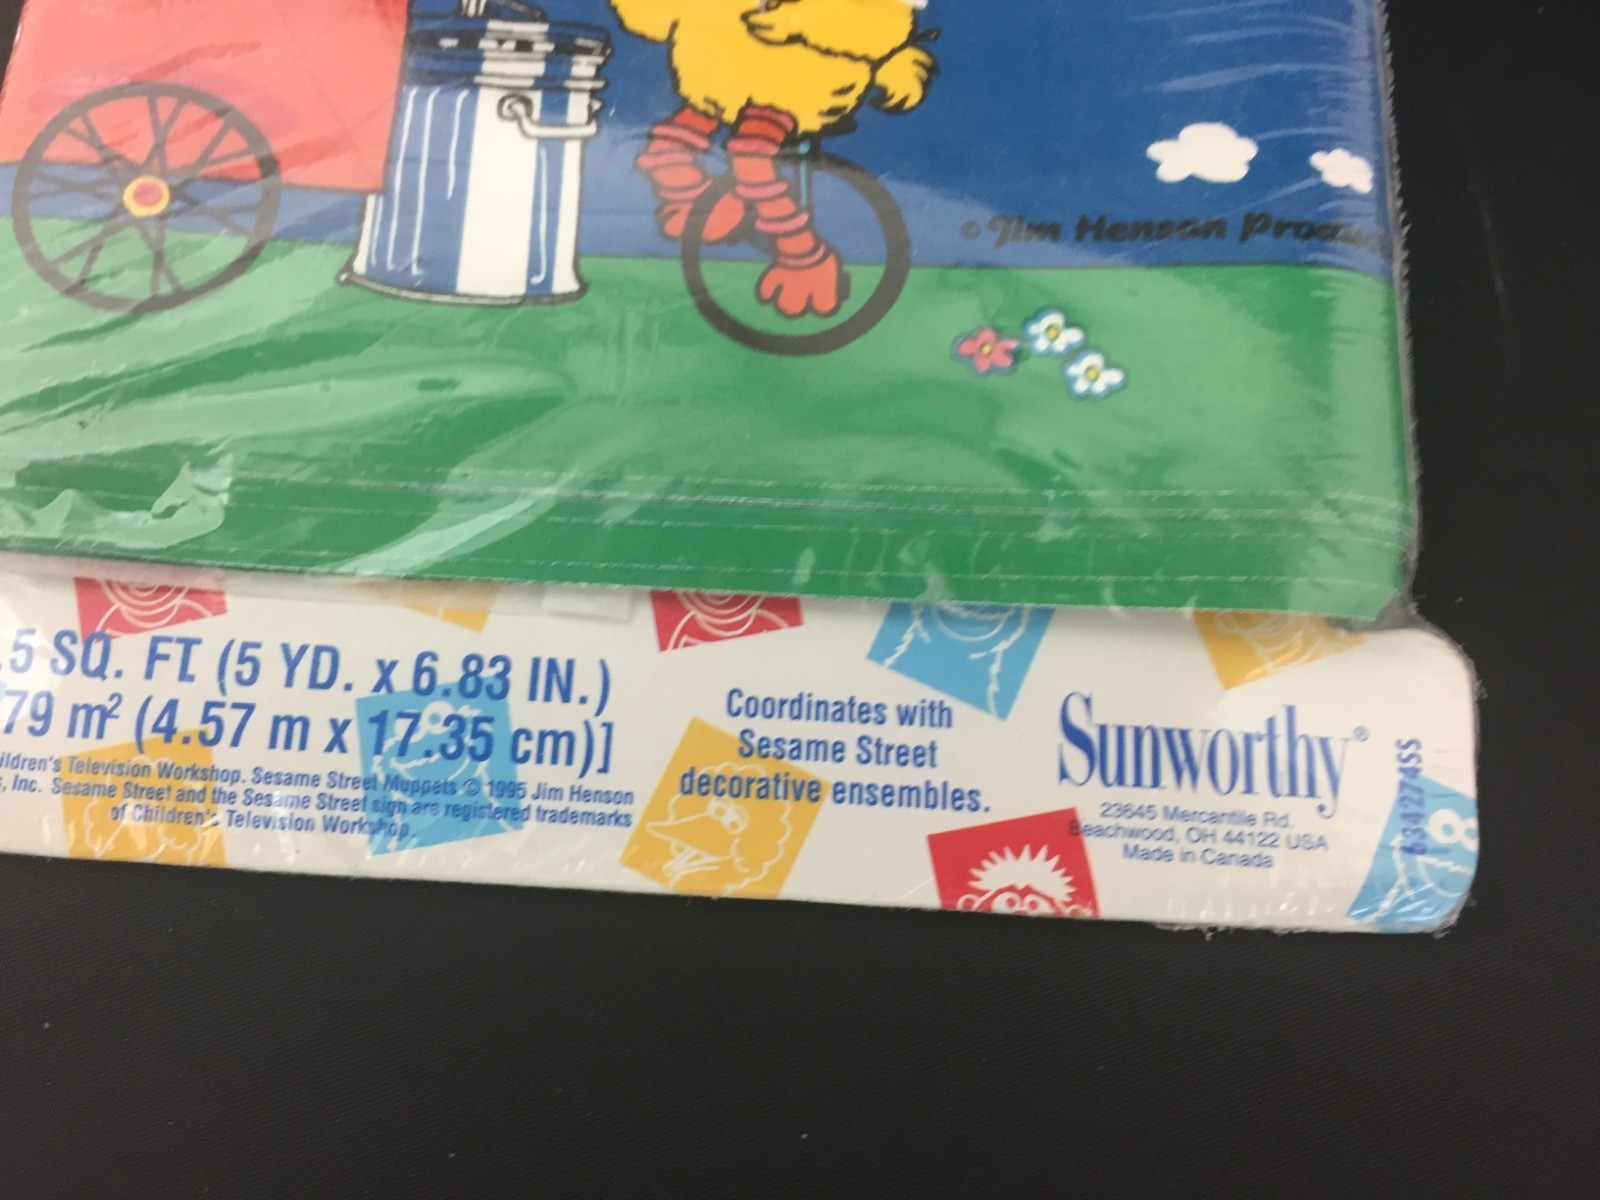 © Jim Henson Produc
.5 SQ. FT. (5 YD. x 6.83 IN.)
79 m² (4.57 m x 17.35 cm)]
ildren's Television Workshop. Sesame Street Muppets © 1995 Jim Henson
s, Inc. Sesame Street and the Sesame Street sign are registered trademarks
of Children's Television Workshop.
Coordinates with
Sesame Street
decorative ensembles.
Sunworthy®
23645 Mercantile Rd.
Beachwood, OH 44122 USA
Made in Canada
634274SS